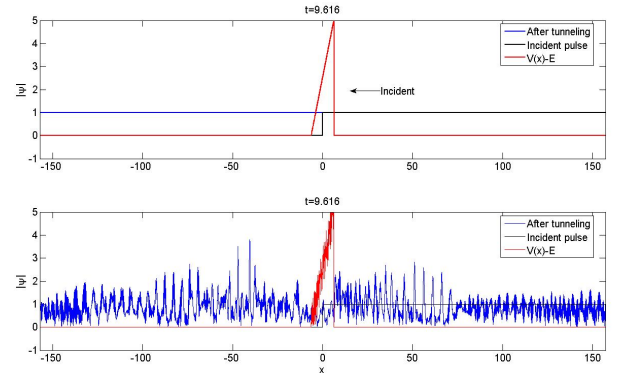 t=9.616
5
4
3
2
1
0
-1
|ψ|
After tunneling
Incident pulse
V(x)-E
Incident
-150 -100 -50 0 50 100 150
t=9.616
5
4
3
2
1
0
-1
|ψ|
After tunneling
Incident pulse
V(x)-E
-150 -100 -50 0 50 100 150
x